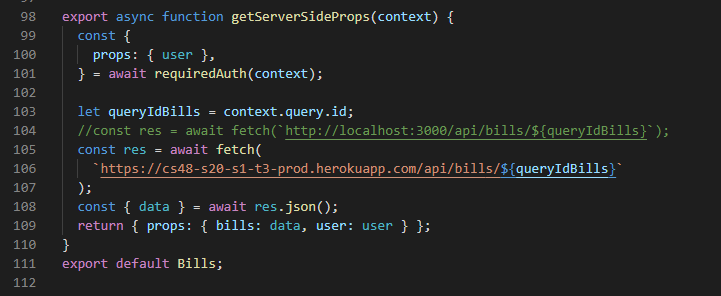 98 export async function getServerSideProps(context) {
99 const {
100 props: { user },
101 } = await requiredAuth(context);
102
103 let queryIdBills = context.query.id;
104 //const res = await fetch(`http://localhost:3000/api/bills/${queryIdBills}`);
105 const res = await fetch(
106 `https://cs48-s20-s1-t3-prod.herokuapp.com/api/bills/${queryIdBills}`
107 );
108 const { data } = await res.json();
109 return { props: { bills: data, user: user } };
110 }
111 export default Bills;
112